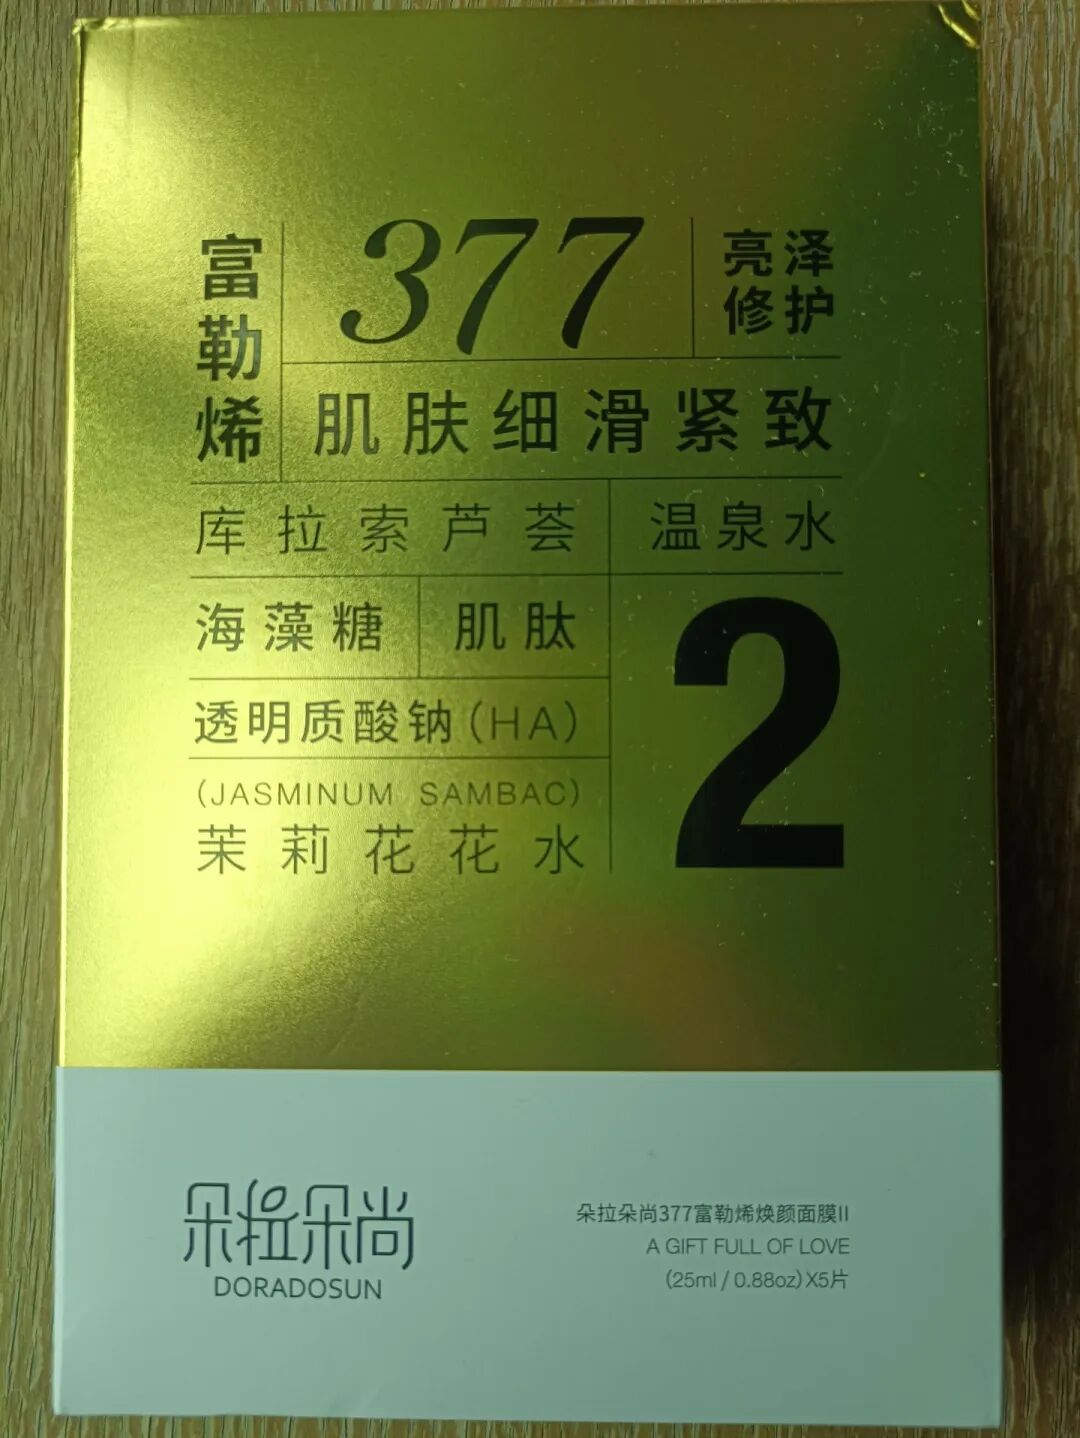 富勒烯
377
亮泽
修护
肌肤细滑紧致
库拉索芦荟
温泉水
海藻糖
肌肽
2
透明质酸钠(HA)
(JASMINUM SAMBAC)
茉莉花花水
朵拉朵尚
DORADOSUN
朵拉朵尚377富勒烯焕颜面膜II
A GIFT FULL OF LOVE
(25ml / 0.88oz) X5片